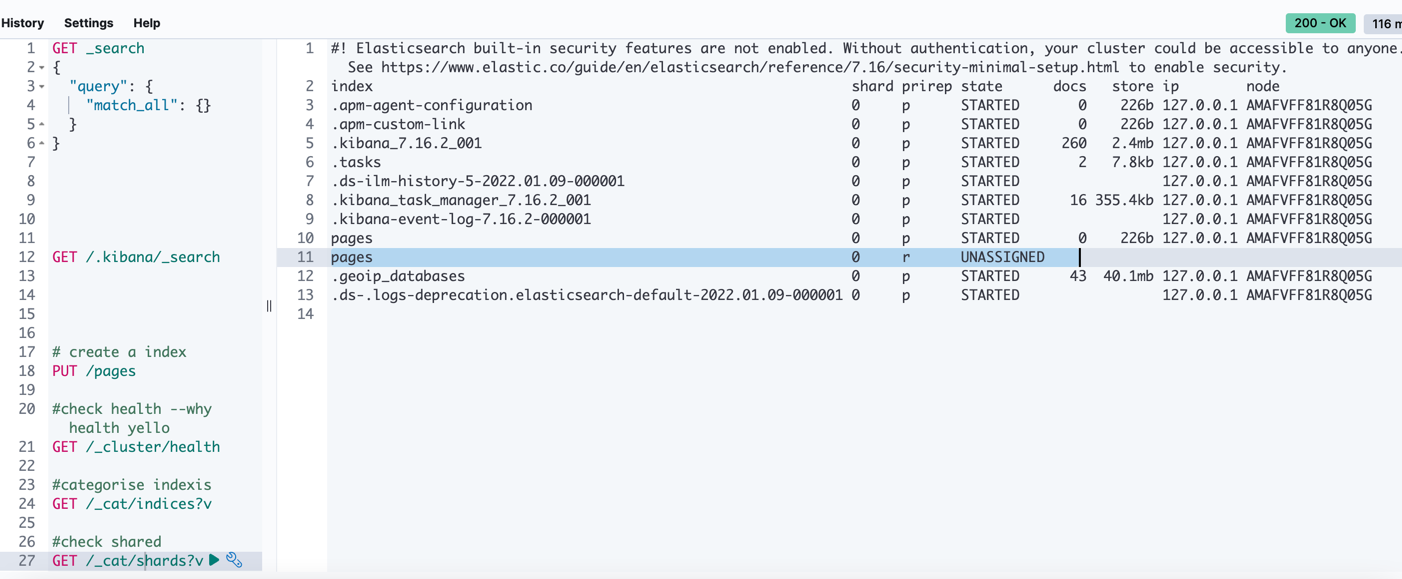 History Settings Help 200 - OK 116 m
1 GET _search
2 {
3 "query": {
4 "match_all": {}
5 }
6 }
7
8
9
10
11
12 GET /.kibana/_search
13
14
15
16
17 # create a index
18 PUT /pages
19
20 #check health --why
health yello
21 GET /_cluster/health
22
23 #categorise indexis
24 GET /_cat/indices?v
25
26 #check shared
27 GET /_cat/shards?v
1 #! Elasticsearch built-in security features are not enabled. Without authentication, your cluster could be accessible to anyone.
See https://www.elastic.co/guide/en/elasticsearch/reference/7.16/security-minimal-setup.html to enable security.
2 index shard prirep state docs store ip node
3 .apm-agent-configuration 0 p STARTED 0 226b 127.0.0.1 AMAFVFF81R8Q05G
4 .apm-custom-link 0 p STARTED 0 226b 127.0.0.1 AMAFVFF81R8Q05G
5 .kibana_7.16.2_001 0 p STARTED 260 2.4mb 127.0.0.1 AMAFVFF81R8Q05G
6 .tasks 0 p STARTED 2 7.8kb 127.0.0.1 AMAFVFF81R8Q05G
7 .ds-ilm-history-5-2022.01.09-000001 0 p STARTED 127.0.0.1 AMAFVFF81R8Q05G
8 .kibana_task_manager_7.16.2_001 0 p STARTED 16 355.4kb 127.0.0.1 AMAFVFF81R8Q05G
9 .kibana-event-log-7.16.2-000001 0 p STARTED 127.0.0.1 AMAFVFF81R8Q05G
10 pages 0 p STARTED 0 226b 127.0.0.1 AMAFVFF81R8Q05G
11 pages 0 r UNASSIGNED
12 .geoip_databases 0 p STARTED 43 40.1mb 127.0.0.1 AMAFVFF81R8Q05G
13 .ds-.logs-deprecation.elasticsearch-default-2022.01.09-000001 0 p STARTED 127.0.0.1 AMAFVFF81R8Q05G
14